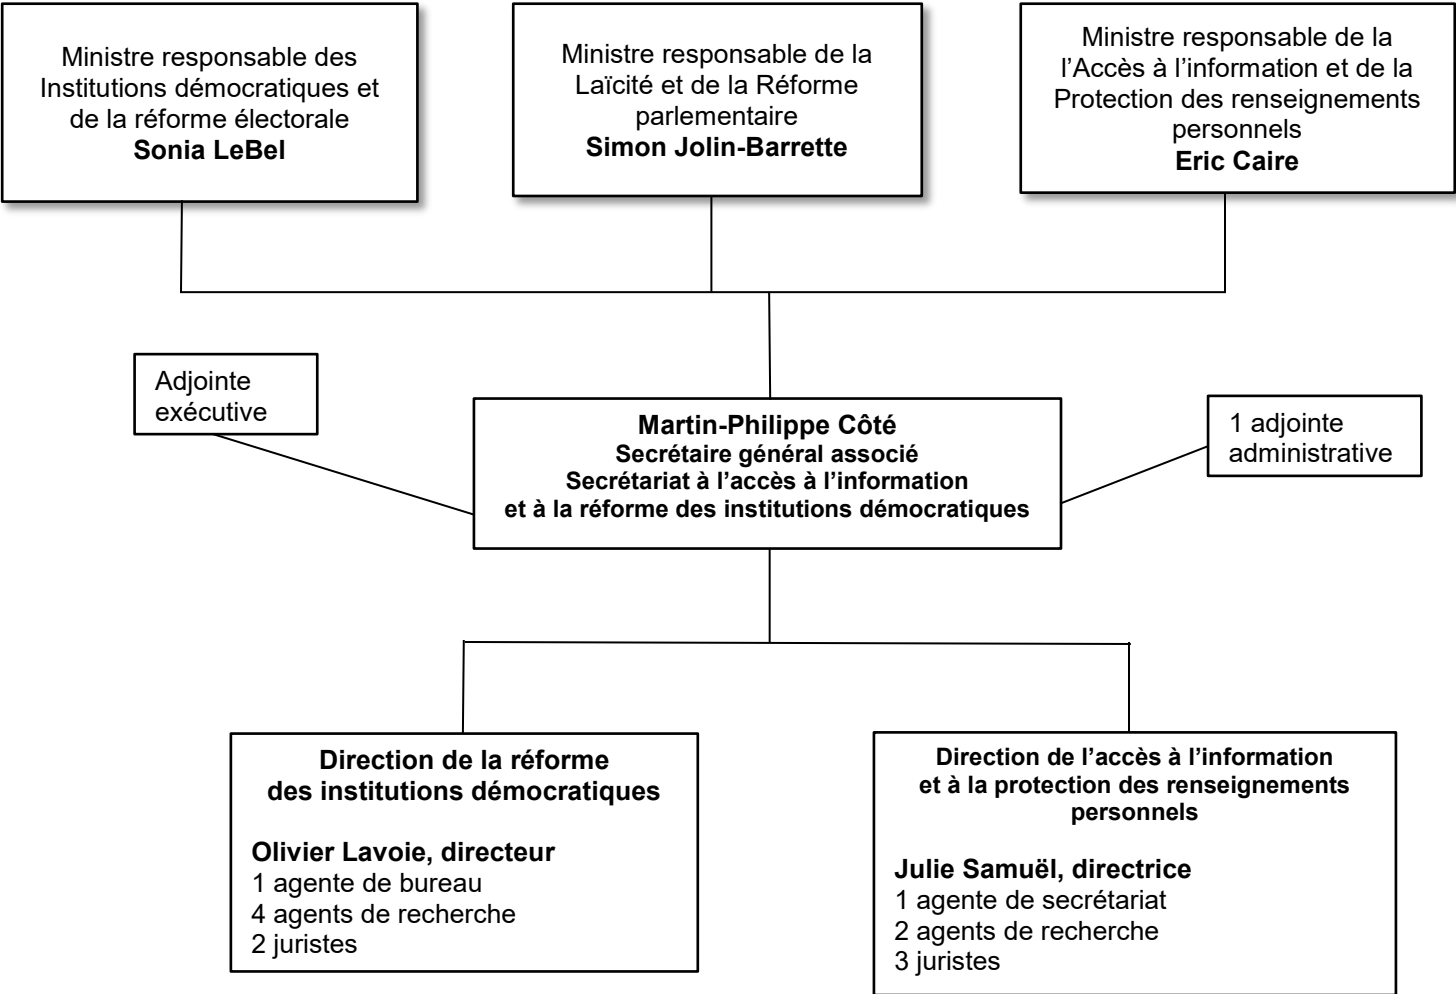 Ministre responsable des
Institutions démocratiques et
de la réforme électorale
Sonia LeBel
Ministre responsable de la
Laïcité et de la Réforme
parlementaire
Simon Jolin-Barrette
Ministre responsable de la
l’Accès à l’information et de la
Protection des renseignements
personnels
Eric Caire
Adjointe
exécutive
Martin-Philippe Côté
Secrétaire général associé
Secrétariat à l’accès à l’information
et à la réforme des institutions démocratiques
1 adjointe
administrative
Direction de la réforme
des institutions démocratiques
Olivier Lavoie, directeur
1 agente de bureau
4 agents de recherche
2 juristes
Direction de l’accès à l’information
et à la protection des renseignements
personnels
Julie Samuël, directrice
1 agente de secrétariat
2 agents de recherche
3 juristes